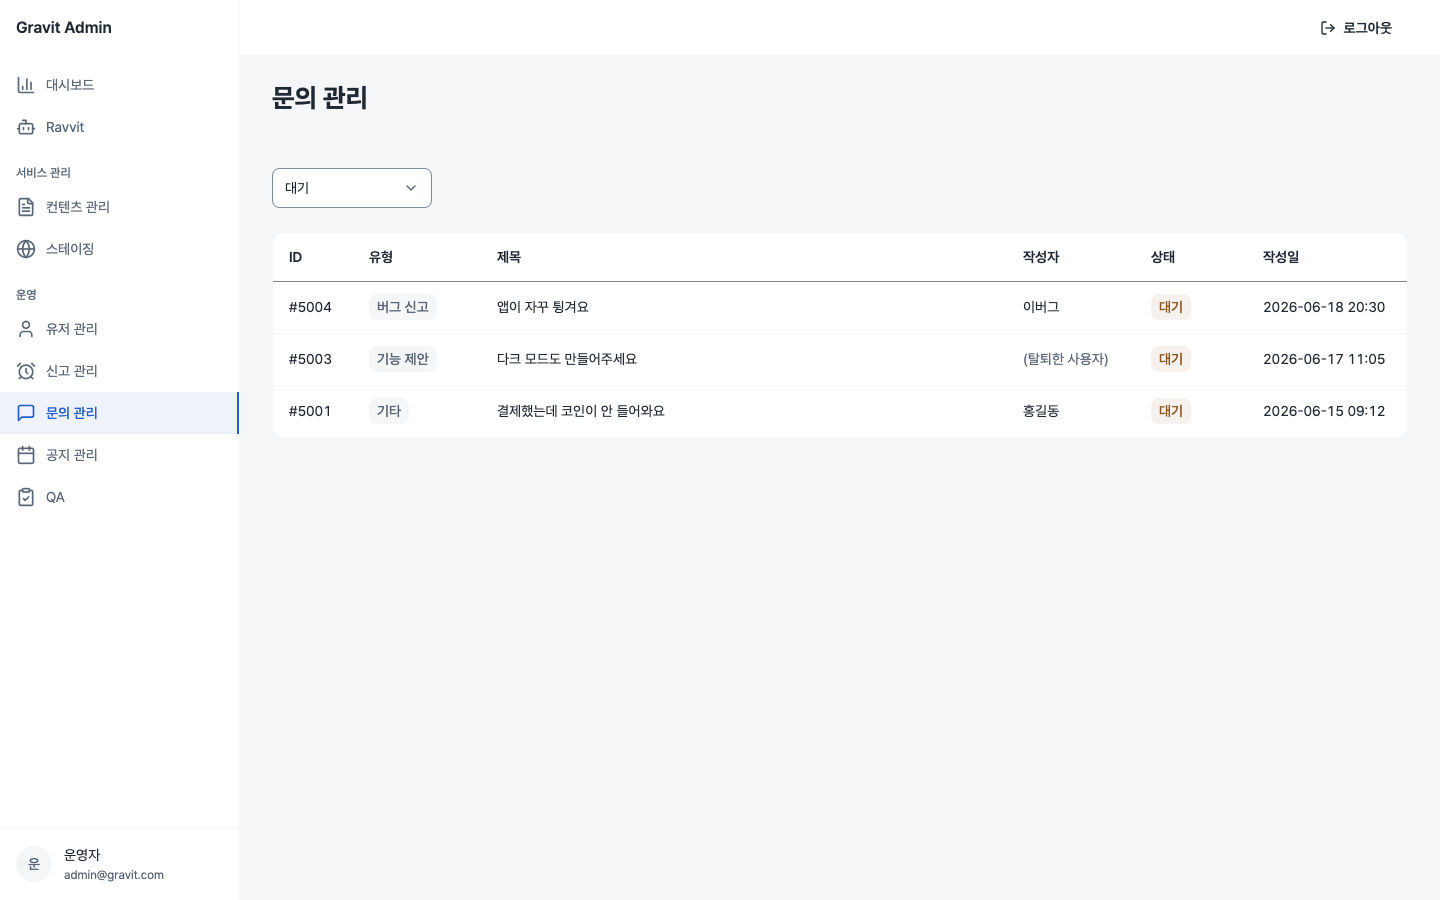 Gravit Admin
로그아웃
대시보드
Ravvit
서비스 관리
컨텐츠 관리
스테이징
운영
유저 관리
신고 관리
문의 관리
공지 관리
QA
운
운영자
admin@gravit.com
문의 관리
대기
ID 유형 제목 작성자 상태 작성일
#5004 버그 신고 앱이 자꾸 튕겨요 이버그 대기 2026-06-18 20:30
#5003 기능 제안 다크 모드도 만들어주세요 (탈퇴한 사용자) 대기 2026-06-17 11:05
#5001 기타 결제했는데 코인이 안 들어와요 홍길동 대기 2026-06-15 09:12